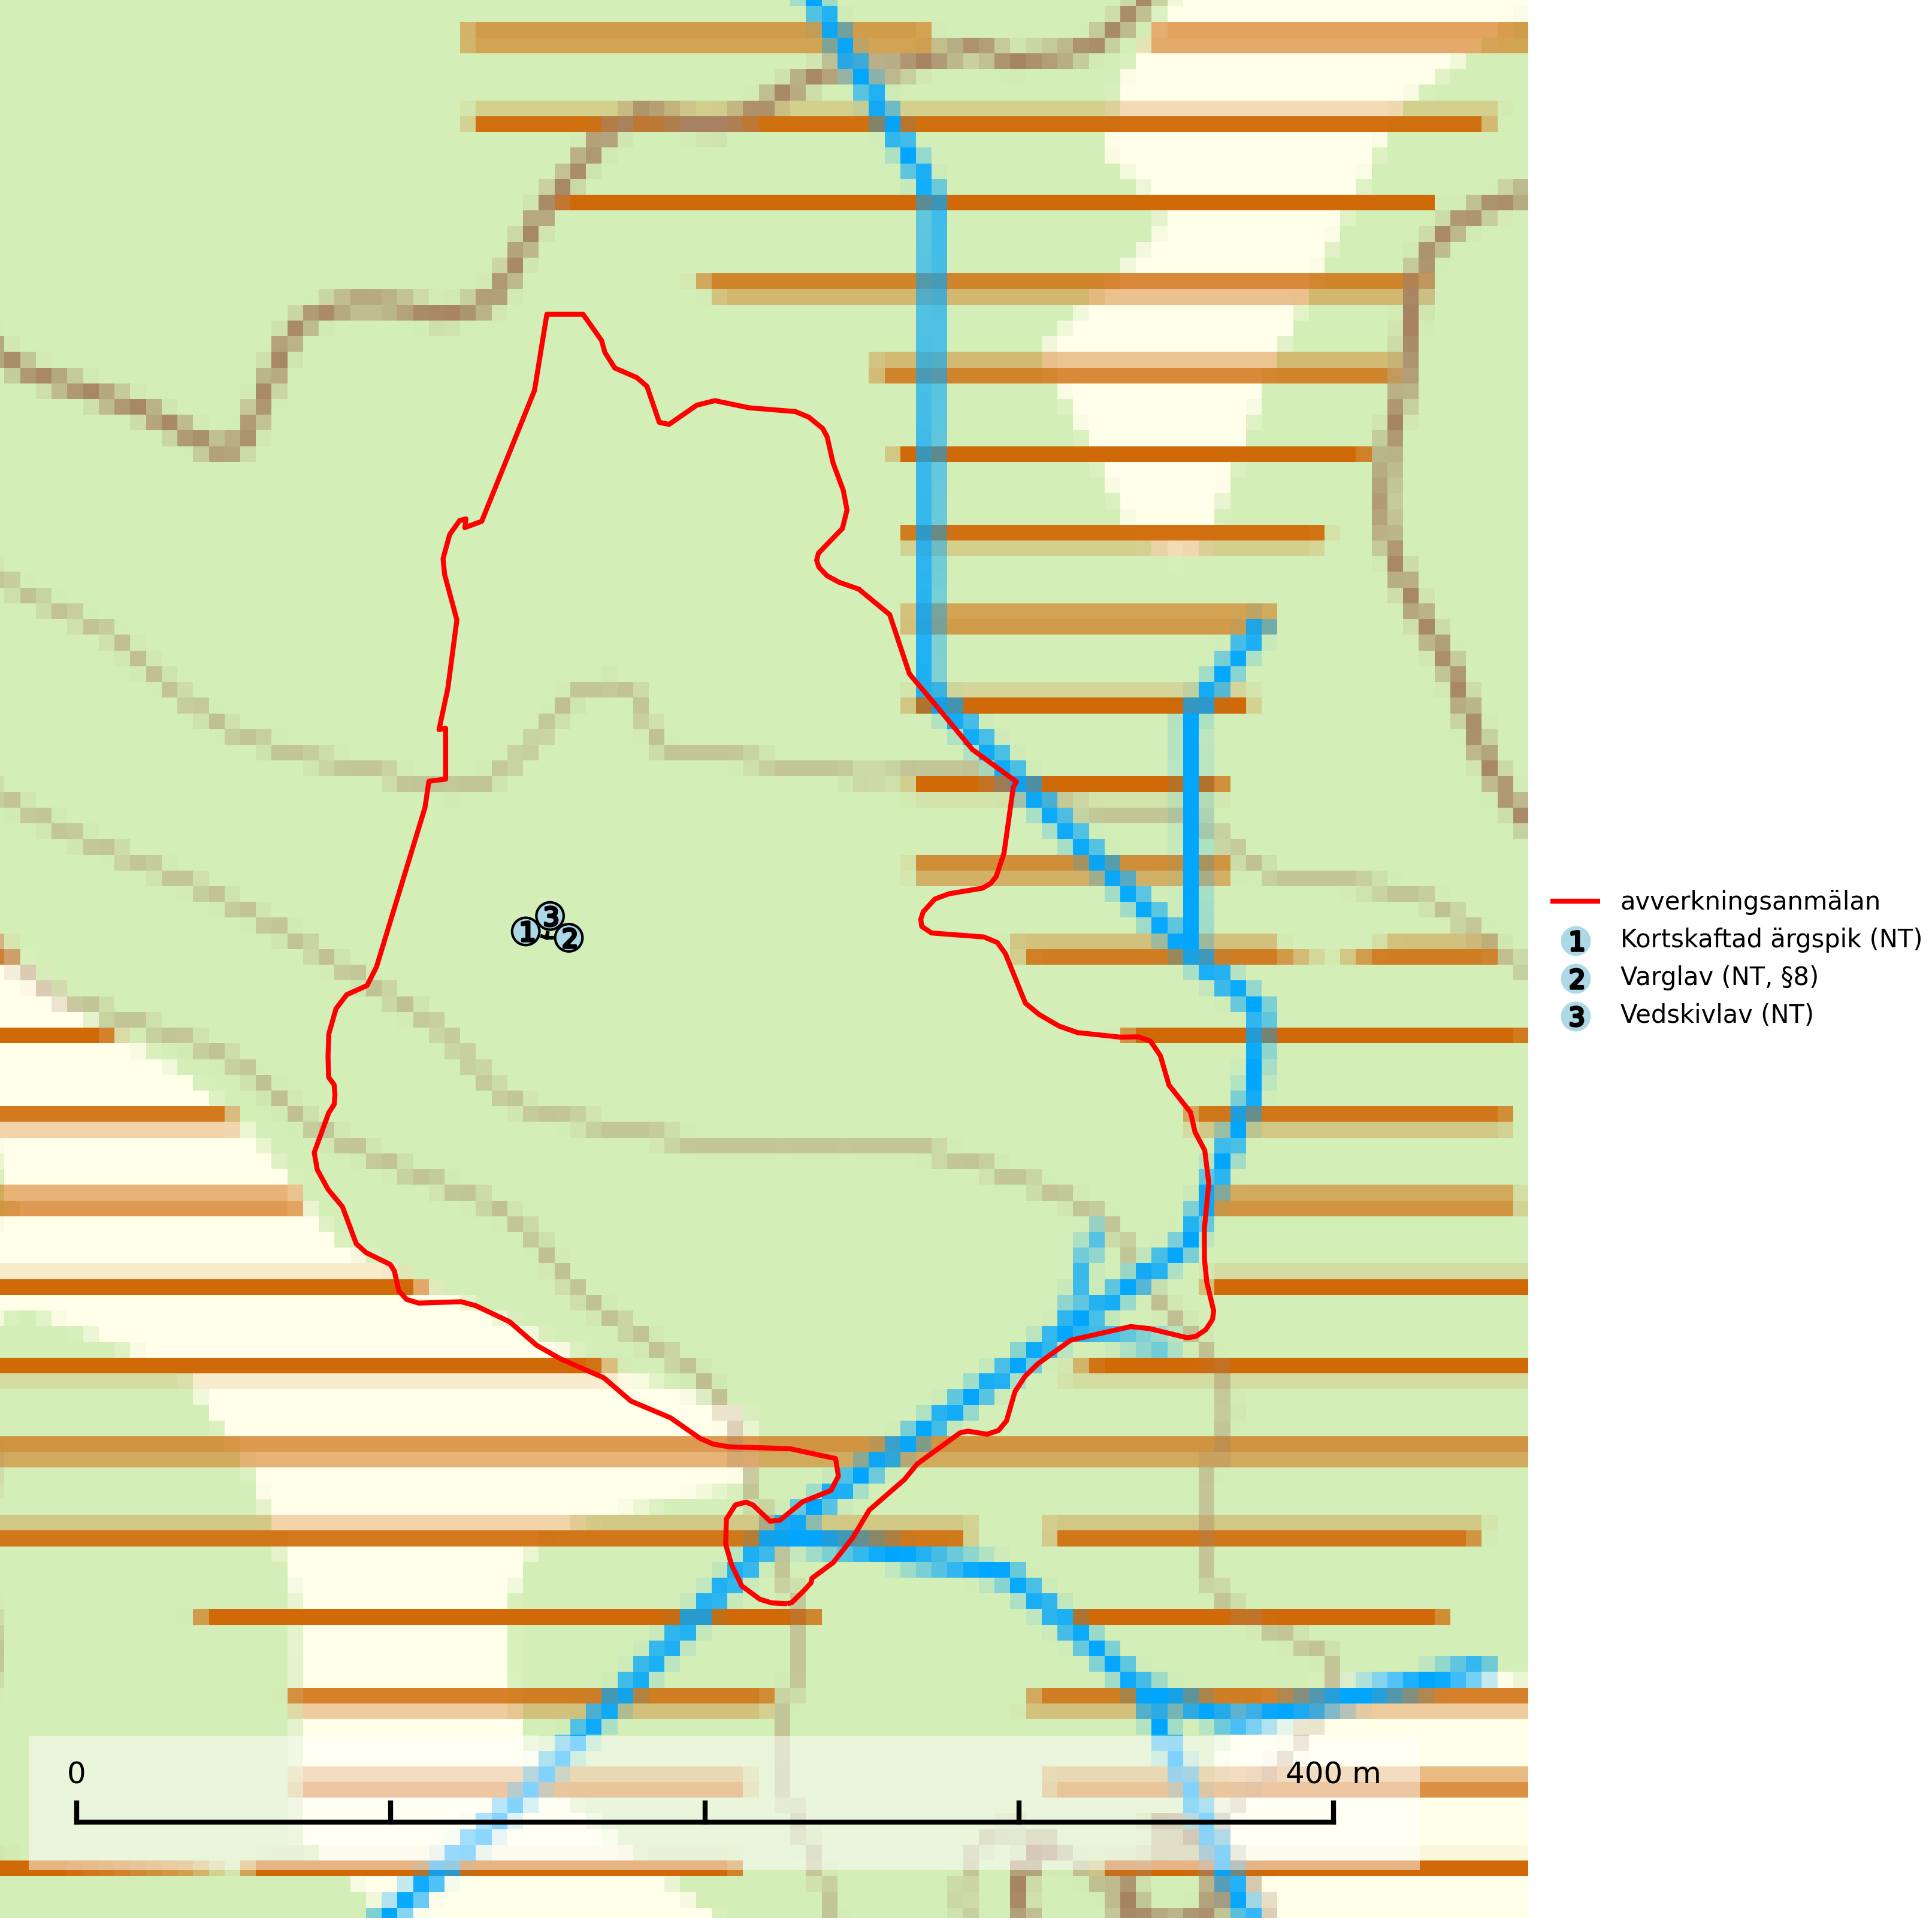 3
1
2
avverkningsanmälan
1 Kortskaftad ärgspik (NT)
2 Varglav (NT, §8)
3 Vedskivlav (NT)
0
400 m